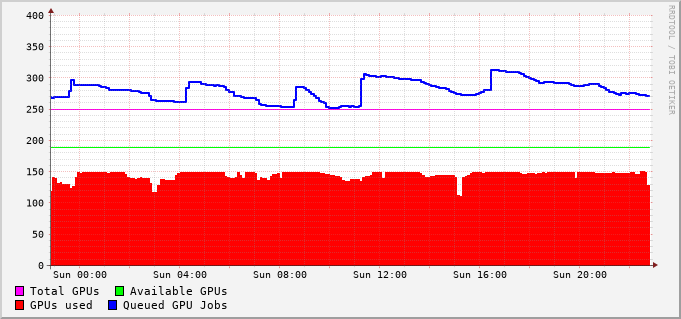 400
350
300
250
200
150
100
50
0
Sun 00:00 Sun 04:00 Sun 08:00 Sun 12:00 Sun 16:00 Sun 20:00
Total GPUs Available GPUs
GPUs used Queued GPU Jobs
RRDTOOL / TOBI OETIKER